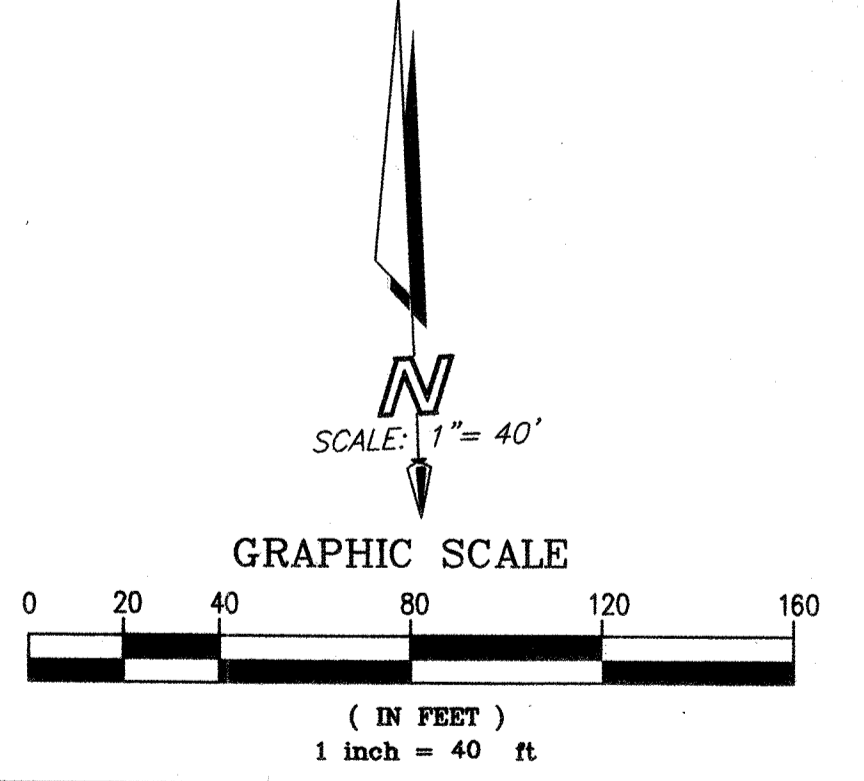 N
SCALE: 1"= 40'
GRAPHIC SCALE
0 20 40 80 120 160
( IN FEET )
1 inch = 40 ft